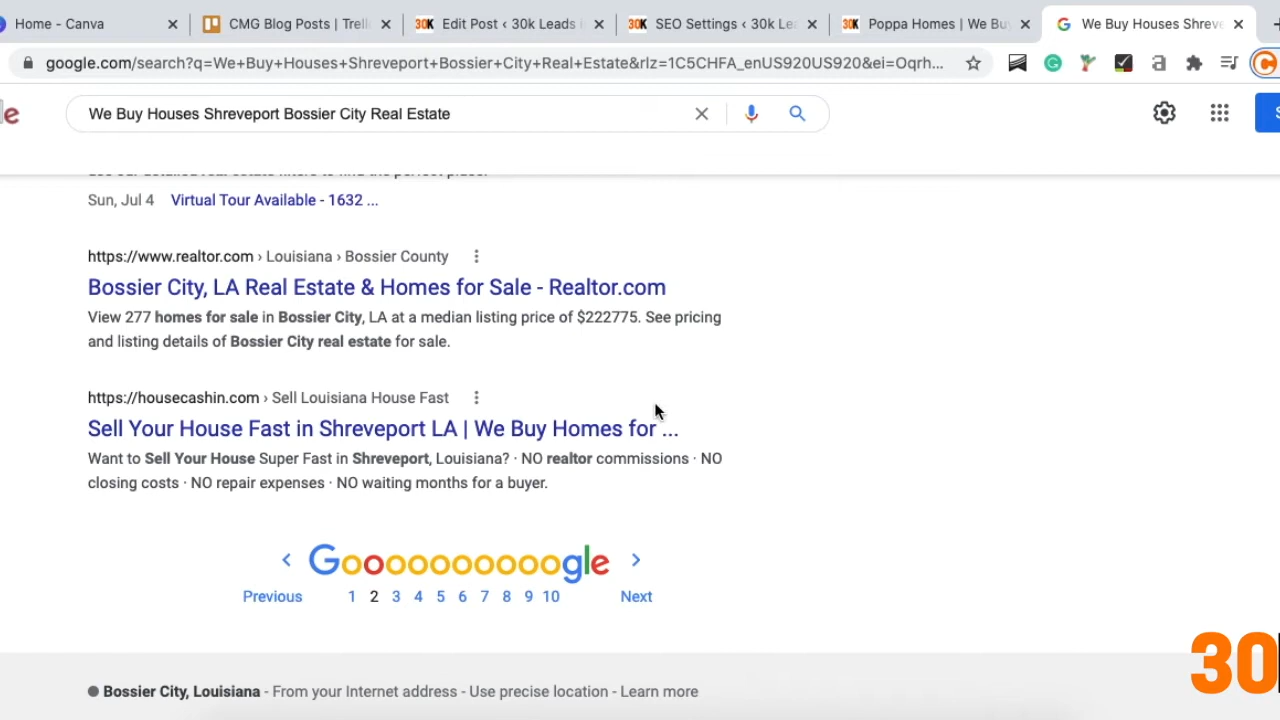 Home - Canva
CMG Blog Posts | Trell
30K Edit Post ‹ 30k Leads
30K SEO Settings ‹ 30k Le
30K Poppa Homes | We Bu
We Buy Houses Shreve
google.com/search?q=We+Buy+Houses+Shreveport+Bossier+City+Real+Estate&rlz=1C5CHFA_enUS920US920&ei=Oqrh...
We Buy Houses Shreveport Bossier City Real Estate
Sun, Jul 4 Virtual Tour Available - 1632 ...
https://www.realtor.com › Louisiana › Bossier County
Bossier City, LA Real Estate & Homes for Sale - Realtor.com
View 277 homes for sale in Bossier City, LA at a median listing price of $222775. See pricing
and listing details of Bossier City real estate for sale.
https://housecashin.com › Sell Louisiana House Fast
Sell Your House Fast in Shreveport LA | We Buy Homes for ...
Want to Sell Your House Super Fast in Shreveport, Louisiana? · NO realtor commissions · NO
closing costs · NO repair expenses · NO waiting months for a buyer.
Goooooooooogle
Previous 1 2 3 4 5 6 7 8 9 10 Next
30
Bossier City, Louisiana - From your Internet address - Use precise location - Learn more